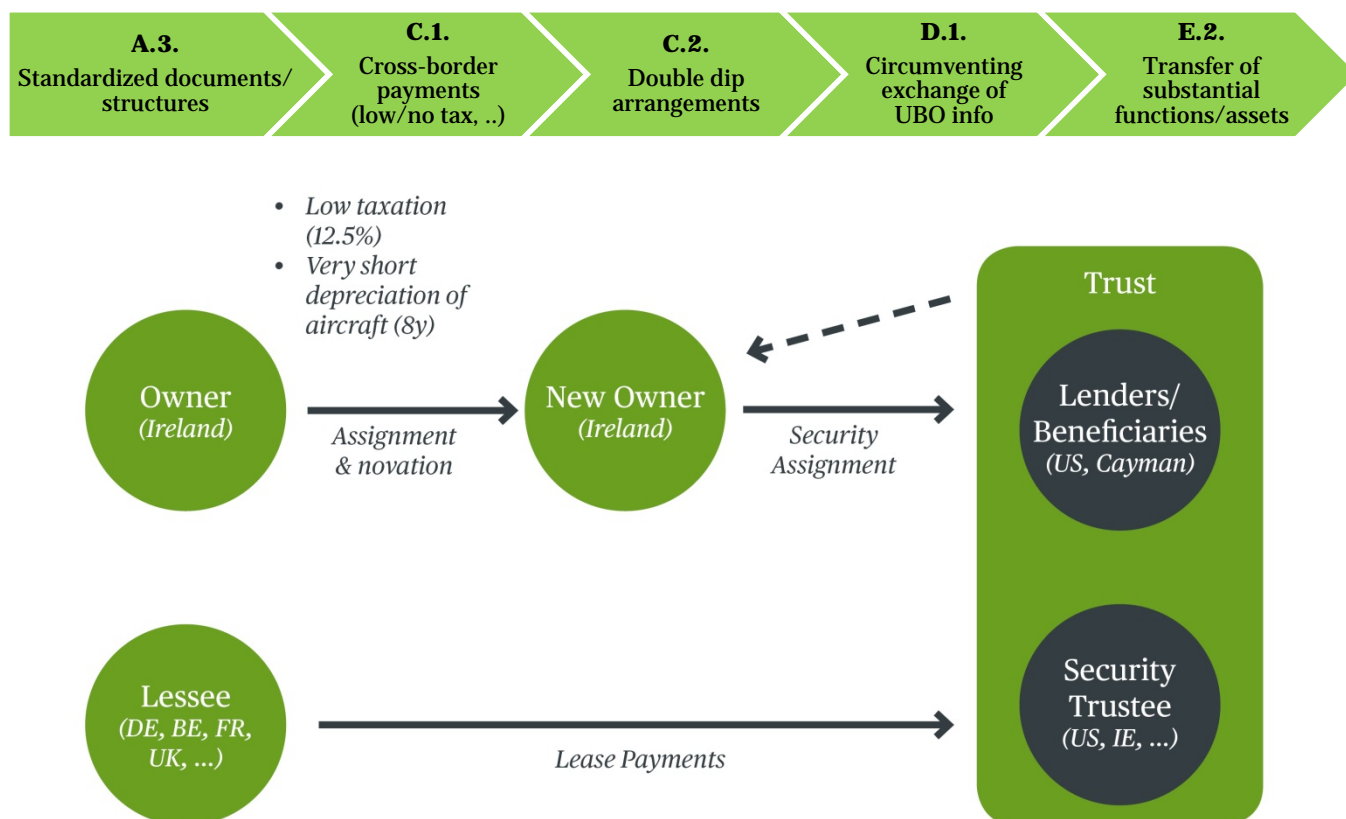 A.3.
Standardized documents/
structures
C.1.
Cross-border
payments
(low/no tax, ..)
C.2.
Double dip
arrangements
D.1.
Circumventing
exchange of
UBO info
E.2.
Transfer of
substantial
functions/assets
• Low taxation
(12.5%)
• Very short
depreciation of
aircraft (8y)
Trust
Owner
(Ireland)
Assignment
& novation
New Owner
(Ireland)
Security
Assignment
Lenders/
Beneficiaries
(US, Cayman)
Lessee
(DE, BE, FR,
UK, ...)
Lease Payments
Security
Trustee
(US, IE, ...)